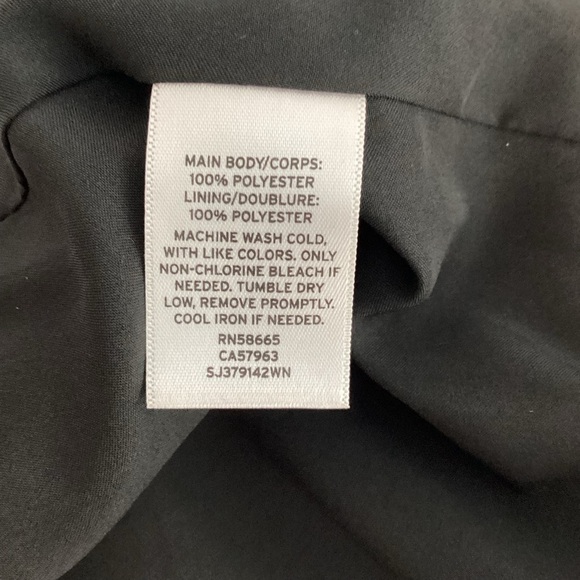 MAIN BODY/CORPS:
100% POLYESTER
LINING/DOUBLURE:
100% POLYESTER
MACHINE WASH COLD,
WITH LIKE COLORS. ONLY
NON-CHLORINE BLEACH IF
NEEDED. TUMBLE DRY
LOW, REMOVE PROMPTLY.
COOL IRON IF NEEDED.
RN58665
CA57963
SJ379142WN